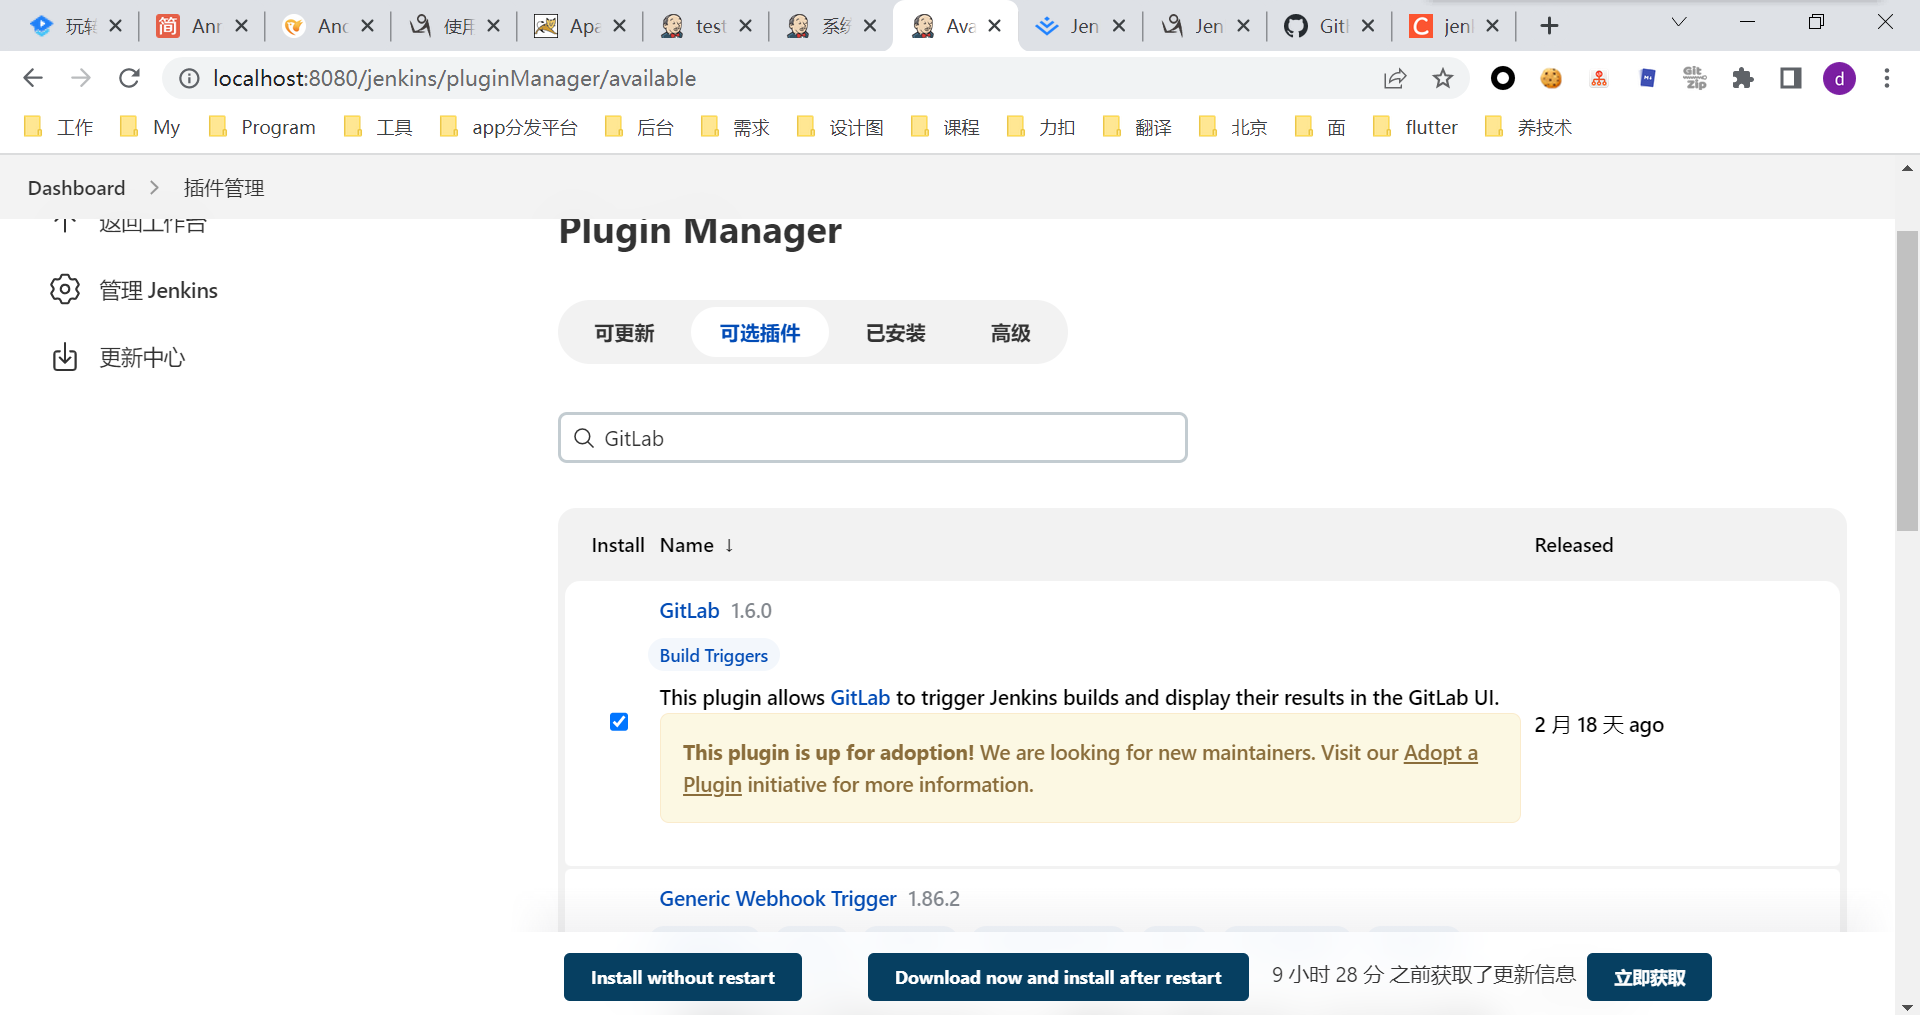 玩转
Anr
Anc
使用
Apa
test
系统
Ava
Jen
Jen
Gitl
jenl
localhost:8080/jenkins/pluginManager/available
工作
My
Program
工具
app分发平台
后台
需求
设计图
课程
力扣
翻译
北京
面
flutter
养技术
Dashboard
插件管理
返回工作台
管理 Jenkins
更新中心
Plugin Manager
可更新
可选插件
已安装
高级
GitLab
Install Name ↓ Released
GitLab 1.6.0
Build Triggers
This plugin allows GitLab to trigger Jenkins builds and display their results in the GitLab UI.
This plugin is up for adoption! We are looking for new maintainers. Visit our Adopt a
Plugin initiative for more information.
2 月 18 天 ago
Generic Webhook Trigger 1.86.2
Install without restart
Download now and install after restart
9 小时 28 分 之前获取了更新信息
立即获取